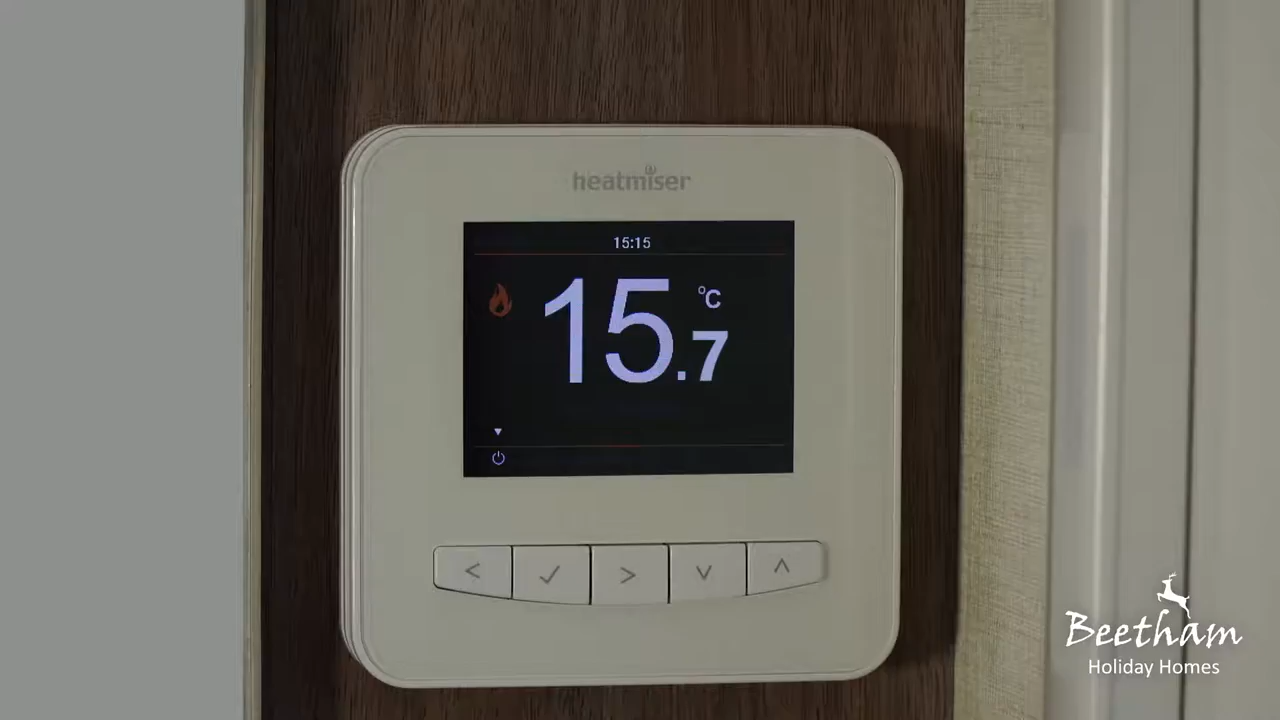 heatmiser
15:15
15.7 °C
< ✓ > ∨ ∧
Beetham
Holiday Homes